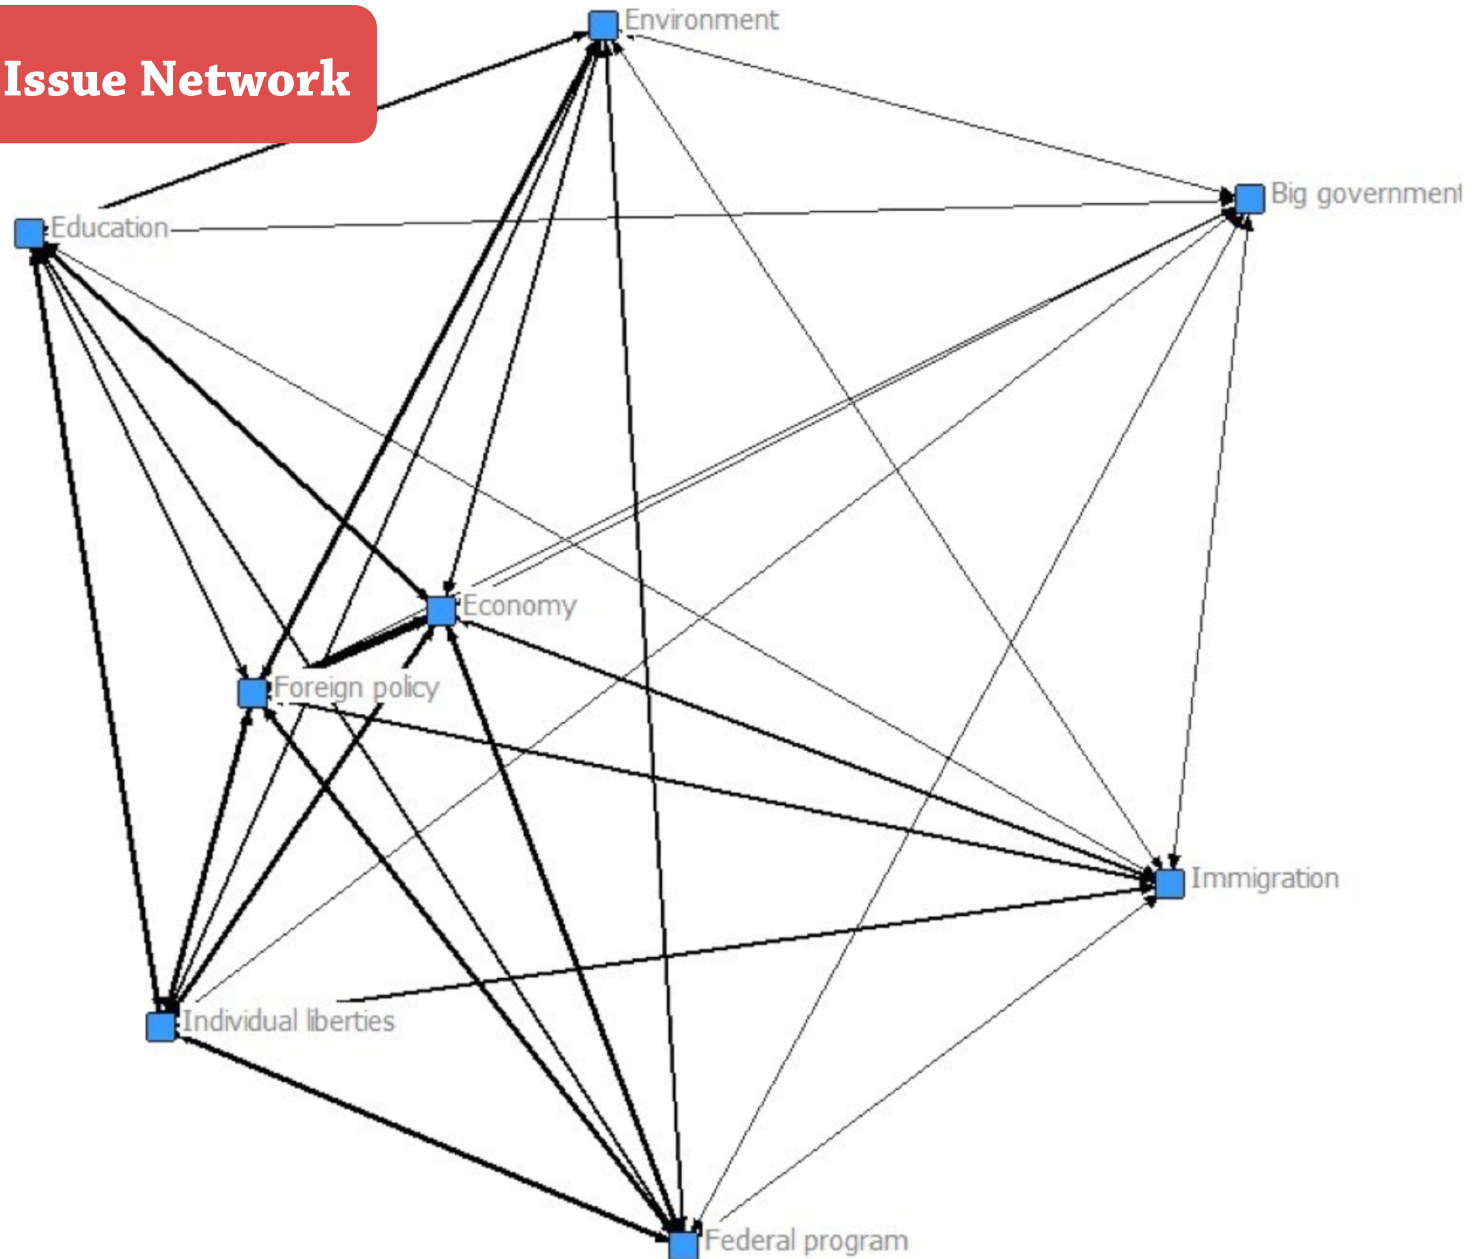 Environment
Issue Network
Big government
Education
Economy
Foreign policy
Immigration
Individual liberties
Federal program